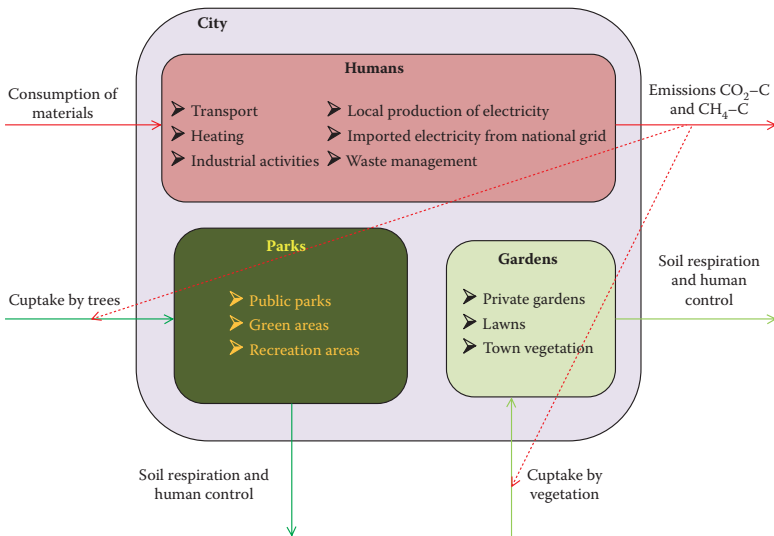 City
Humans
Consumption of
materials
➢ Transport
➢ Heating
➢ Industrial activities
➢ Local production of electricity
➢ Imported electricity from national grid
➢ Waste management
Emissions CO₂–C
and CH₄–C
Parks
➢ Public parks
➢ Green areas
➢ Recreation areas
Gardens
➢ Private gardens
➢ Lawns
➢ Town vegetation
Cuptake by trees
Soil respiration
and human
control
Soil respiration and
human control
Cuptake by
vegetation